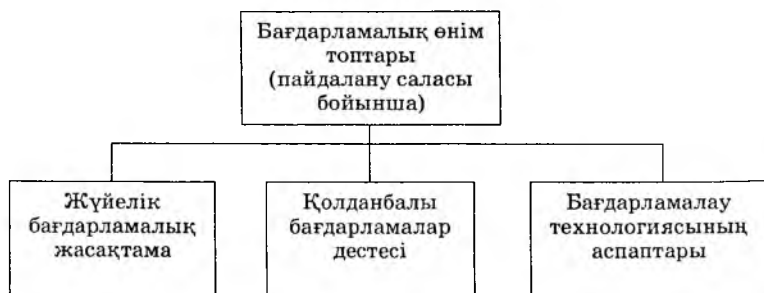 Бағдарламалық өнім
топтары
(пайдалану саласы
бойынша)
Жүйелік
бағдарламалық
жасақтама
Қолданбалы
бағдарламалар
дестесі
Бағдарламалау
технологиясының
аспаптары